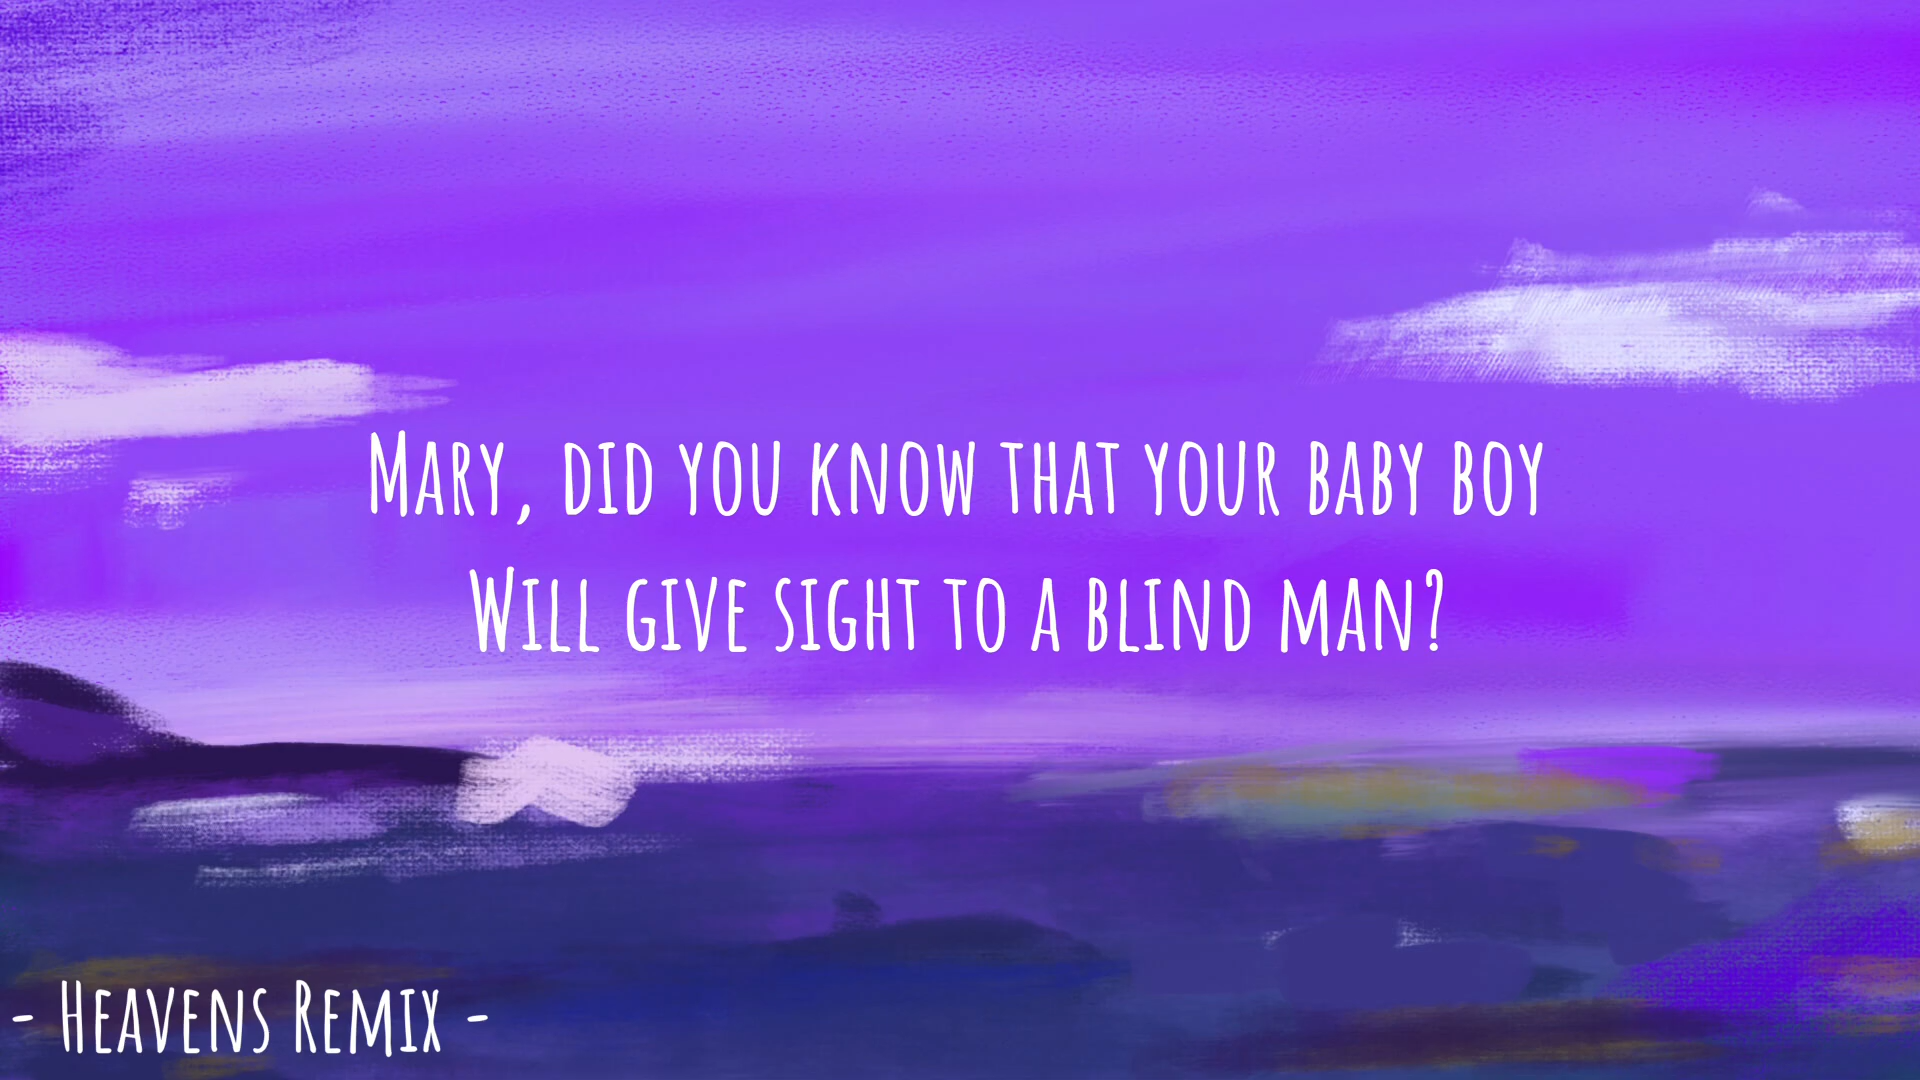 Mary, did you know that your baby boy
Will give sight to a blind man?
- Heavens Remix -